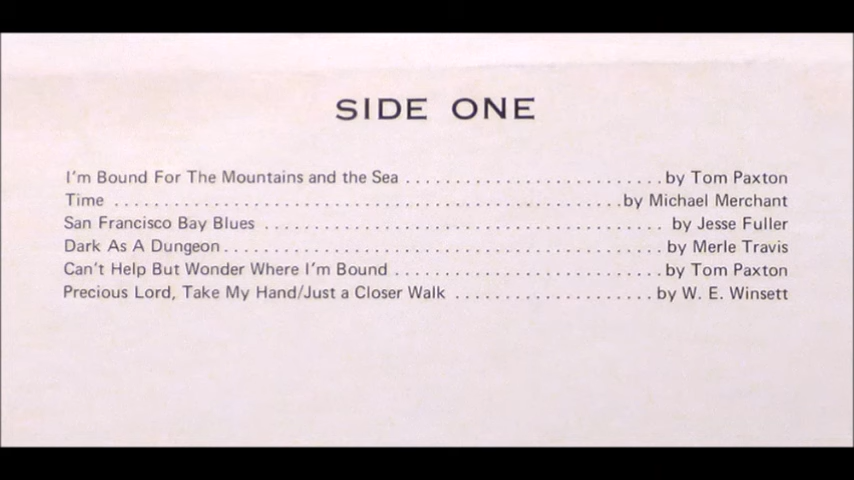 SIDE ONE
I'm Bound For The Mountains and the Sea . . . . . . . . . . . . . . . . . . . . . . . . . . by Tom Paxton
Time . . . . . . . . . . . . . . . . . . . . . . . . . . . . . . . . . . . . . . . . . . . . . . . . . . . by Michael Merchant
San Francisco Bay Blues . . . . . . . . . . . . . . . . . . . . . . . . . . . . . . . . . . . . . . . . by Jesse Fuller
Dark As A Dungeon . . . . . . . . . . . . . . . . . . . . . . . . . . . . . . . . . . . . . . . . . . . . by Merle Travis
Can't Help But Wonder Where I'm Bound . . . . . . . . . . . . . . . . . . . . . . . . . . . by Tom Paxton
Precious Lord, Take My Hand/Just a Closer Walk . . . . . . . . . . . . . . . . . . . . by W. E. Winsett